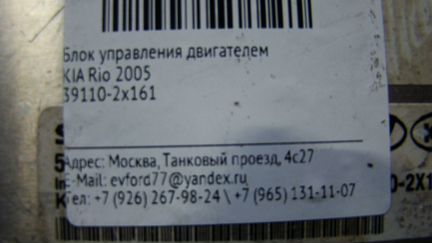 Блок управления двигателем
KIA Rio 2005
39110-2x161
Адрес: Москва, Танковый проезд, 4с27
E-Mail: evford77@yandex.ru
Тел: +7 (926) 267-98-24 \ +7 (965) 131-11-07